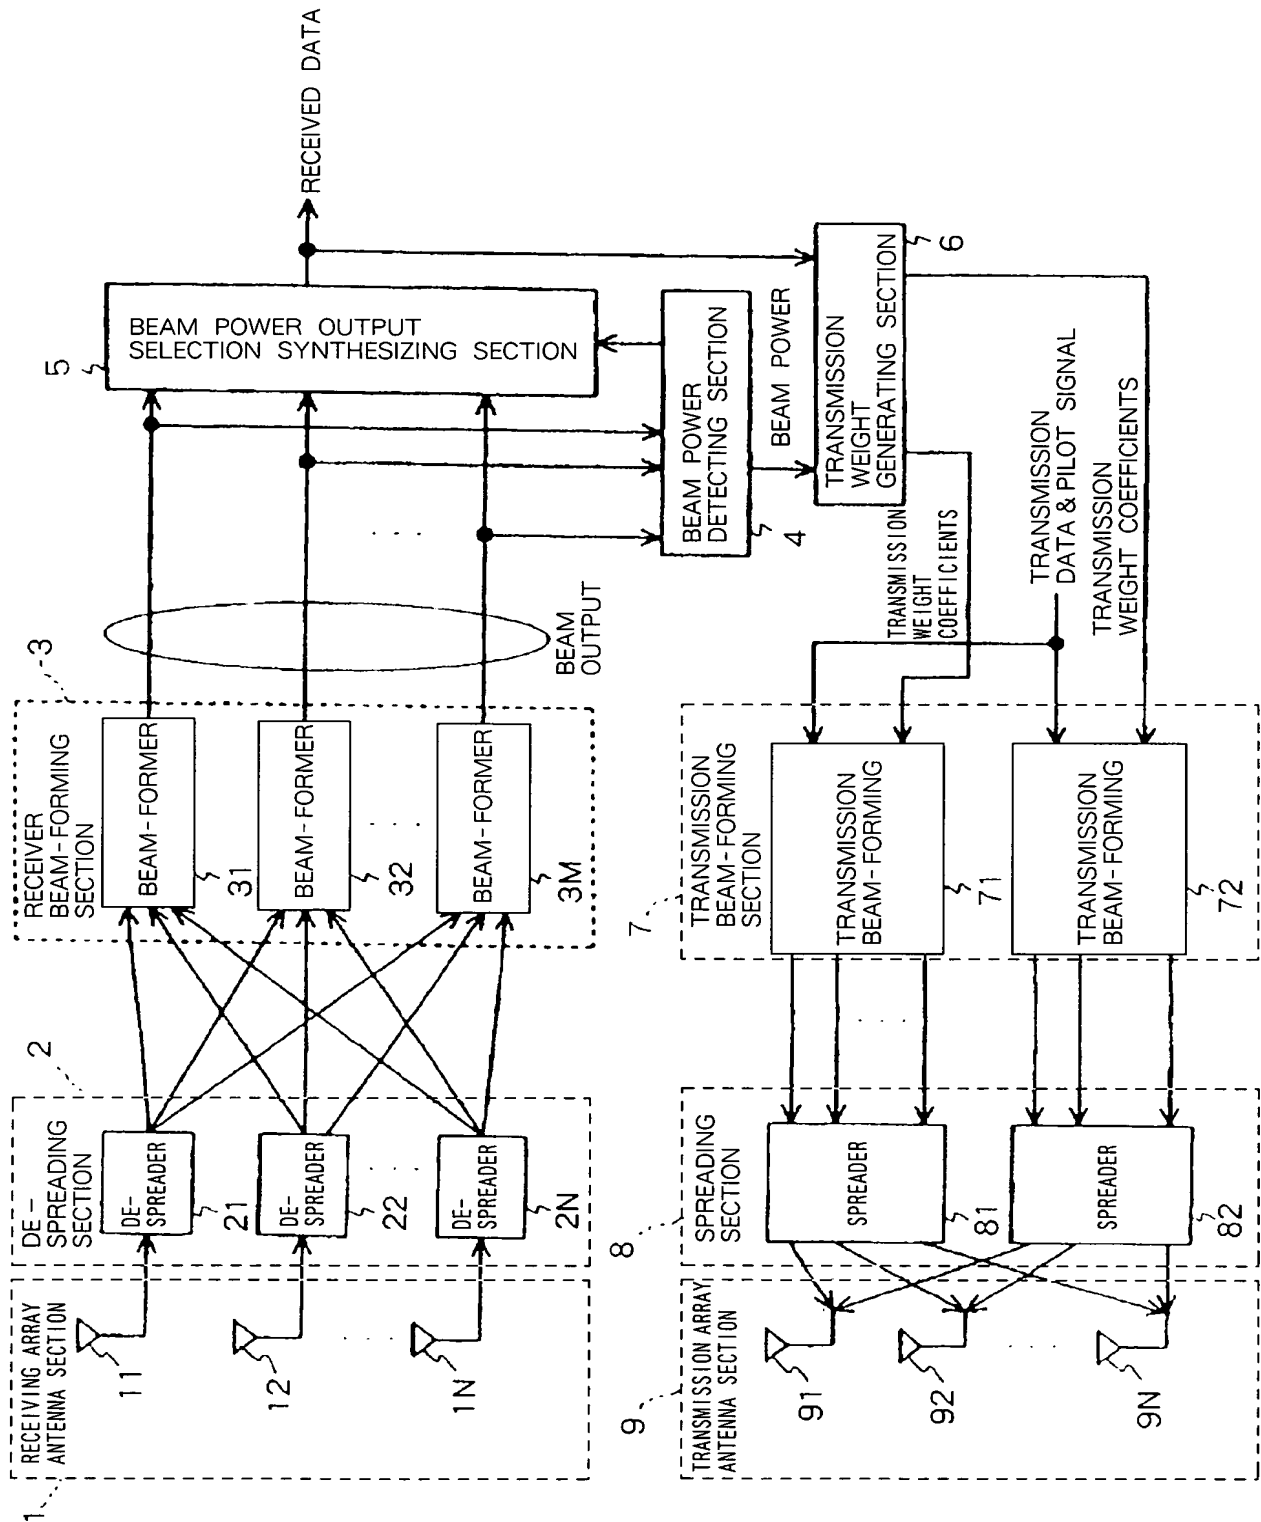 RECEIVING ARRAY
ANTENNA SECTION
1
11
12
. . . .
1N
DE-
SPREADING
SECTION
2
DE-
SPREADER
21
DE-
SPREADER
22
. . . .
DE-
SPREADER
2N
RECEIVER
BEAM-FORMING
SECTION
3
BEAM-FORMER
31
BEAM-FORMER
32
. . . .
BEAM-FORMER
3M
BEAM
OUTPUT
. . . .
5
BEAM POWER OUTPUT
SELECTION SYNTHESIZING SECTION
RECEIVED DATA
BEAM POWER
DETECTING SECTION
4
BEAM POWER
TRANSMISSION
WEIGHT
GENERATING SECTION
6
TRANSMISSION
WEIGHT
COEFFICIENTS
TRANSMISSION
DATA & PILOT SIGNAL
TRANSMISSION
WEIGHT COEFFICIENTS
7
TRANSMISSION
BEAM-FORMING
SECTION
TRANSMISSION
BEAM-FORMING
71
TRANSMISSION
BEAM-FORMING
72
. . . .
8
SPREADING
SECTION
SPREADER
81
SPREADER
82
9
TRANSMISSION ARRAY
ANTENNA SECTION
91
92
. . . .
9N